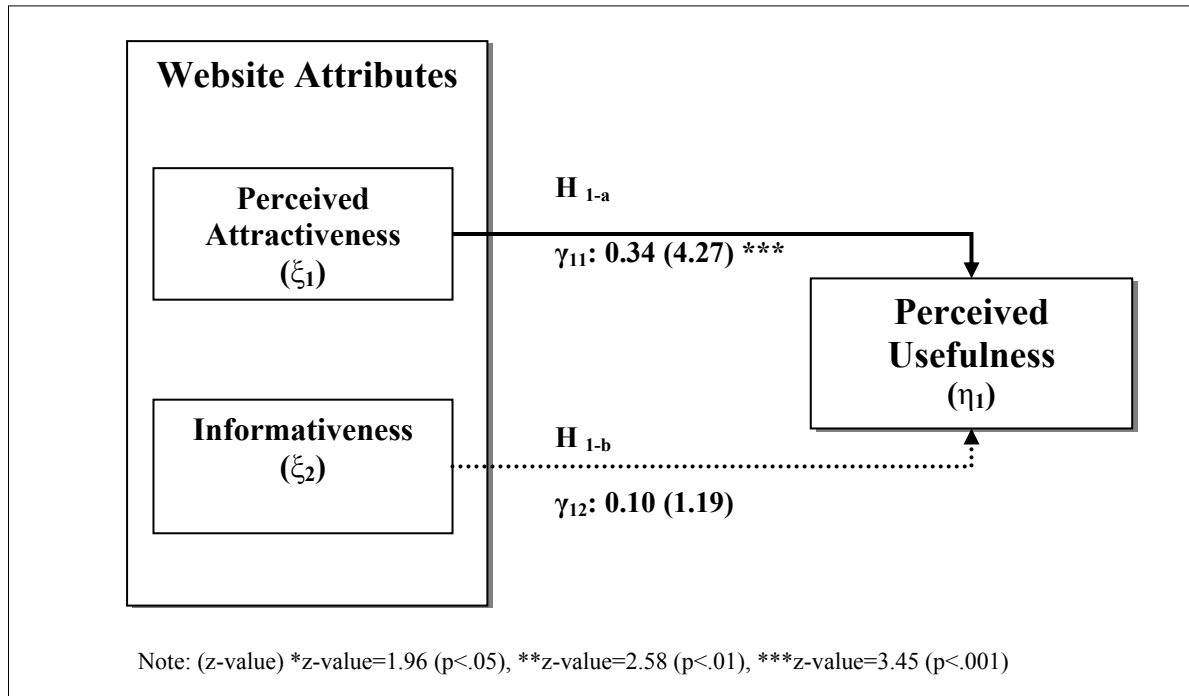 Website Attributes
Perceived
Attractiveness
(ξ₁)
H 1-a
γ₁₁: 0.34 (4.27) ***
Perceived
Usefulness
(η₁)
Informativeness
(ξ₂)
H 1-b
γ₁₂: 0.10 (1.19)
Note: (z-value) *z-value=1.96 (p<.05), **z-value=2.58 (p<.01), ***z-value=3.45 (p<.001)